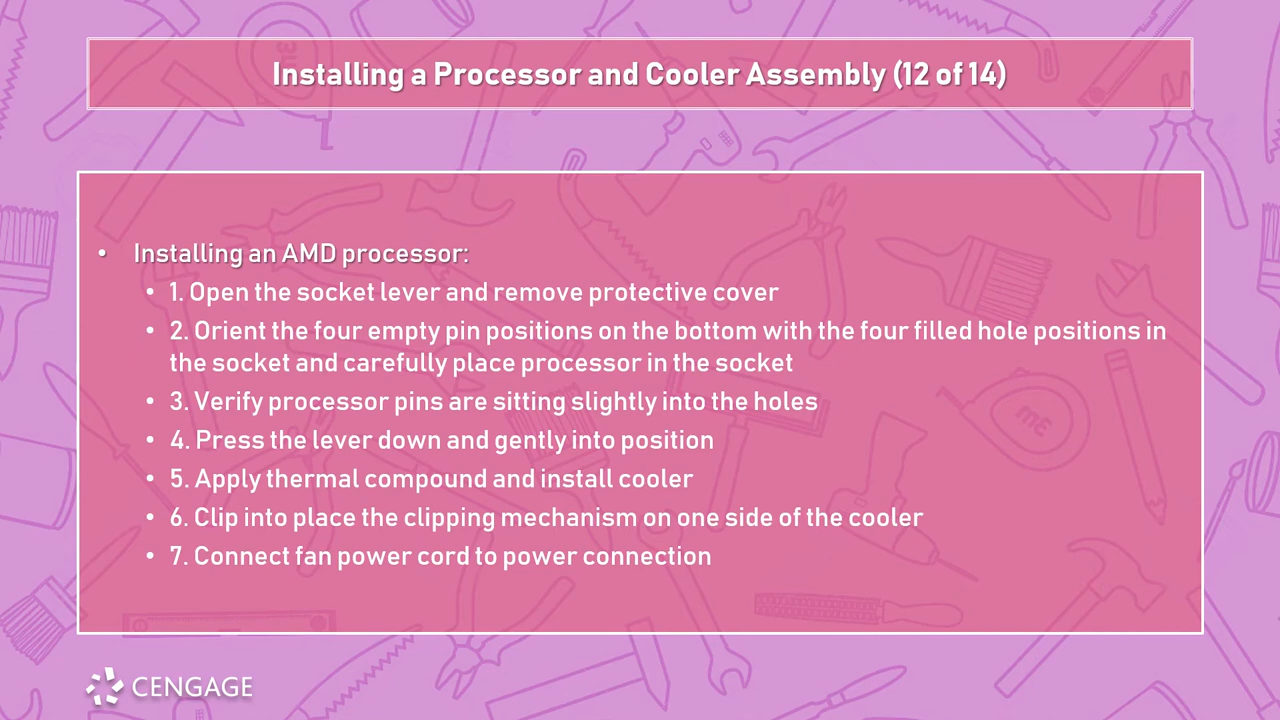 Installing a Processor and Cooler Assembly (12 of 14)
• Installing an AMD processor:
• 1. Open the socket lever and remove protective cover
• 2. Orient the four empty pin positions on the bottom with the four filled hole positions in
the socket and carefully place processor in the socket
• 3. Verify processor pins are sitting slightly into the holes
• 4. Press the lever down and gently into position
• 5. Apply thermal compound and install cooler
• 6. Clip into place the clipping mechanism on one side of the cooler
• 7. Connect fan power cord to power connection
CENGAGE